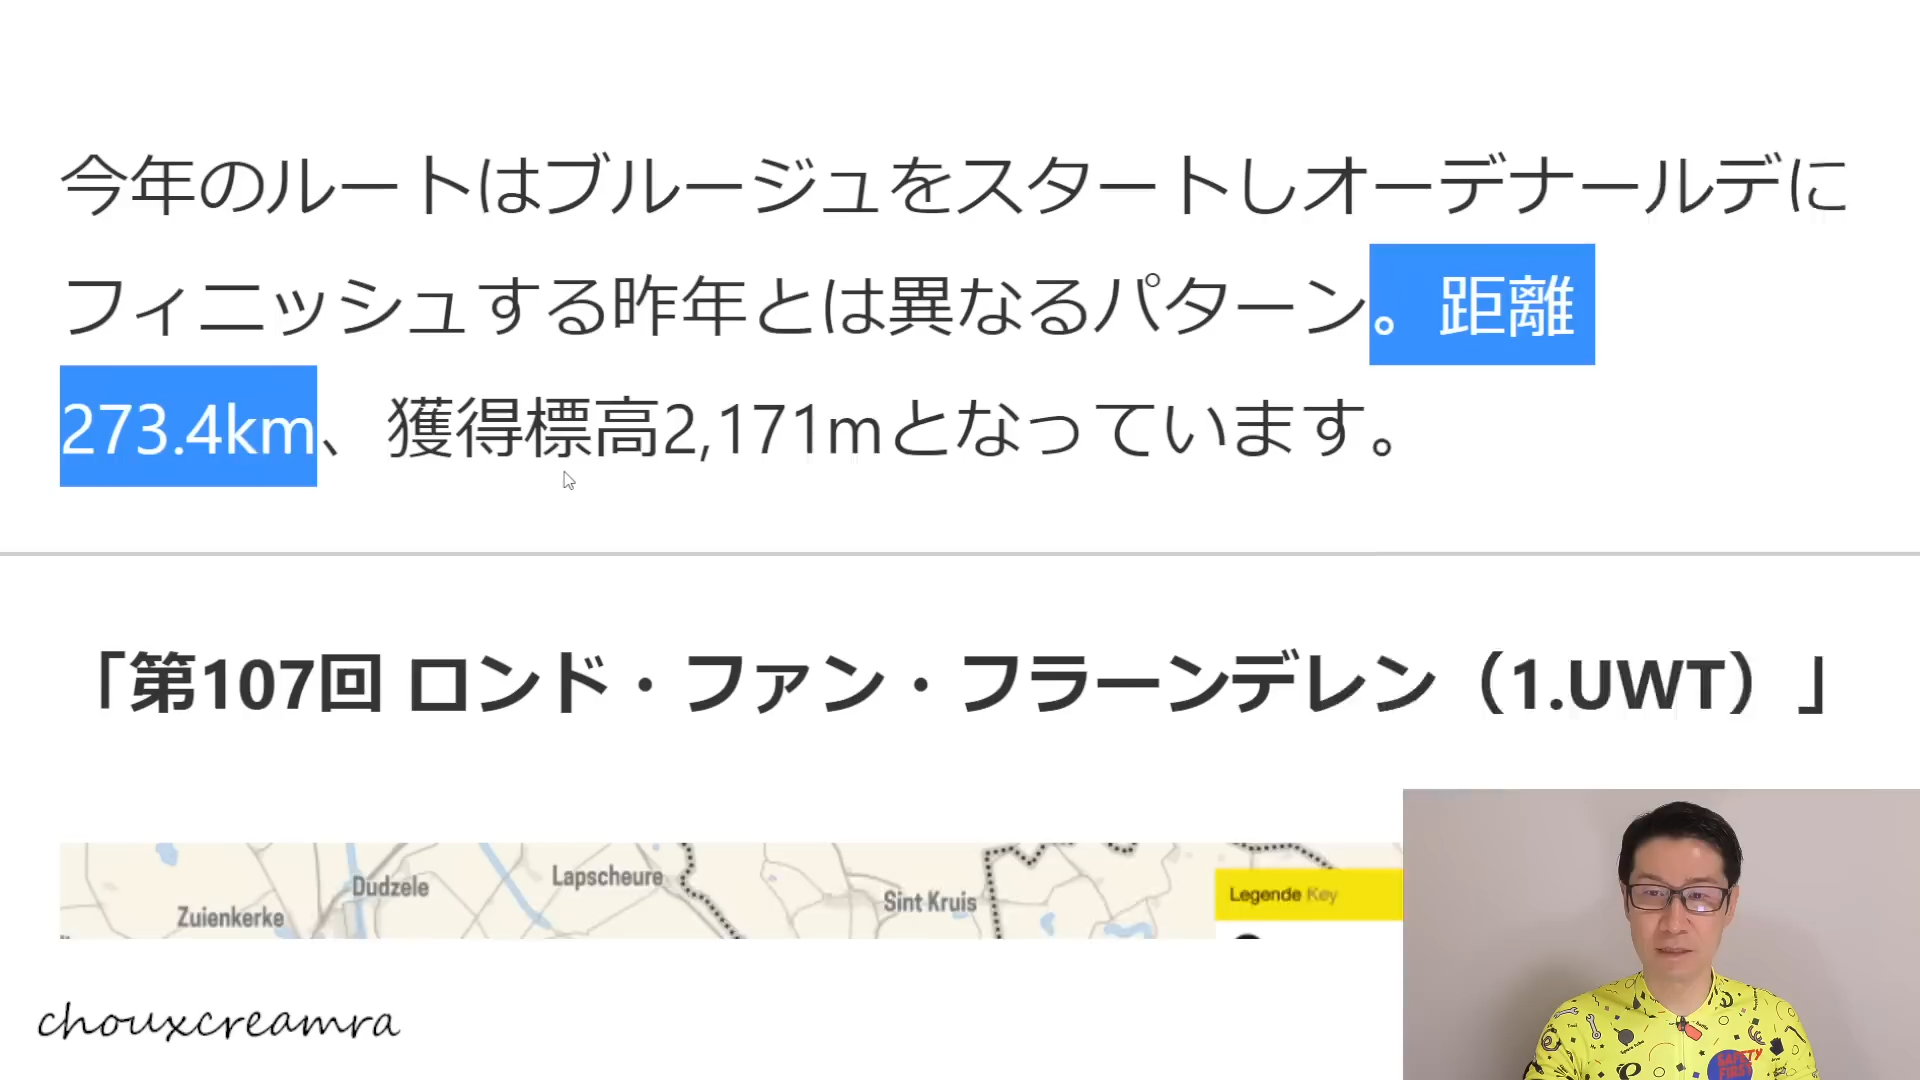 今年のルートはブルージュをスタートしオーデナールデに
フィニッシュする昨年とは異なるパターン。距離
273.4km、獲得標高2,171mとなっています。
「第107回 ロンド・ファン・フラーンデレン（1.UWT）」
Lapscheure
Dudzele
Sint Kruis
Legende Key
Zuienkerke
chouxcreamra
SAFETY
FIRST